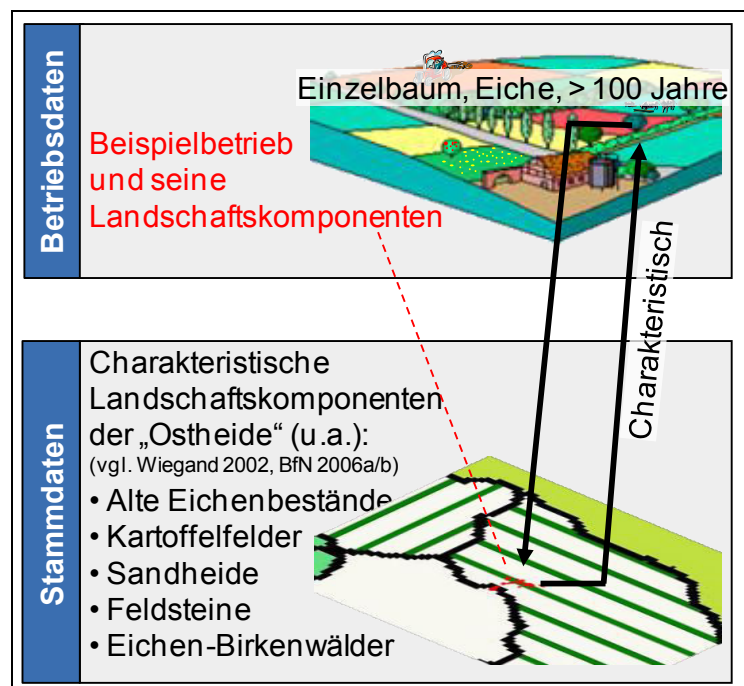 Betriebsdaten
Einzelbaum, Eiche, > 100 Jahre
Beispielbetrieb
und seine
Landschaftskomponenten
Charakteristisch
Stammdaten
Charakteristische
Landschaftskomponenten
der „Ostheide“ (u.a.):
(vgl. Wiegand 2002, BfN 2006a/b)
• Alte Eichenbestände
• Kartoffelfelder
• Sandheide
• Feldsteine
• Eichen-Birkenwälder